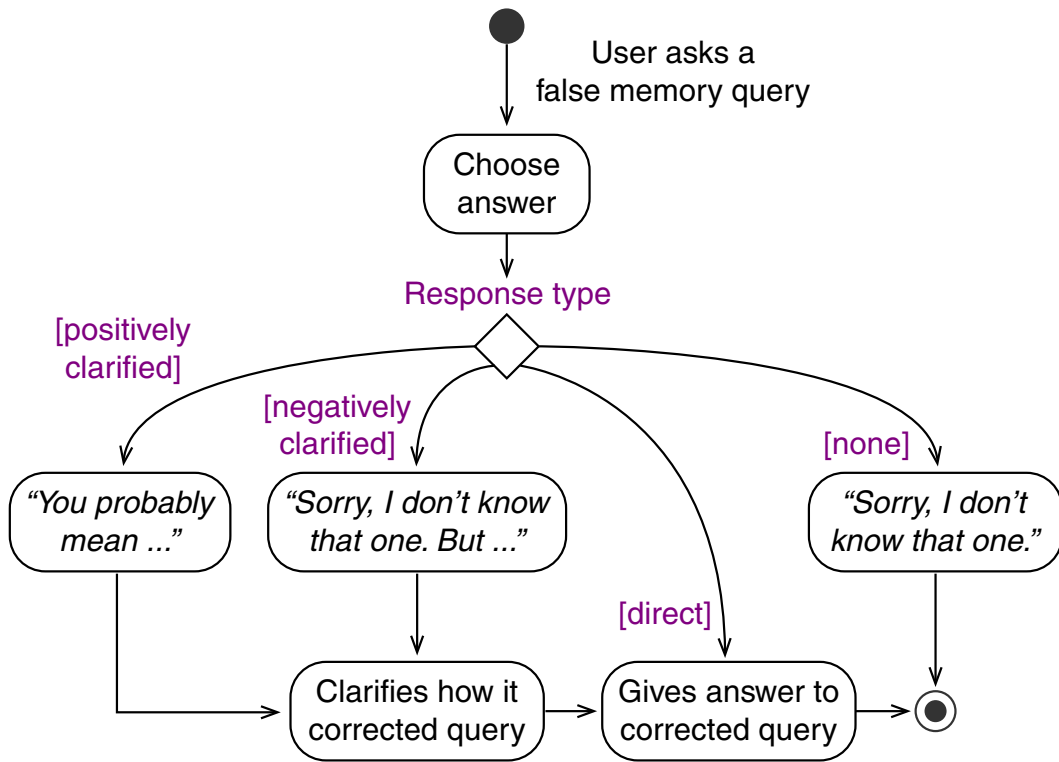 User asks a
false memory query
Choose
answer
Response type
[positively
clarified]
[negatively
clarified]
[none]
“You probably
mean ...”
“Sorry, I don’t know
that one. But ...”
“Sorry, I don’t
know that one.”
[direct]
Clarifies how it
corrected query
Gives answer to
corrected query